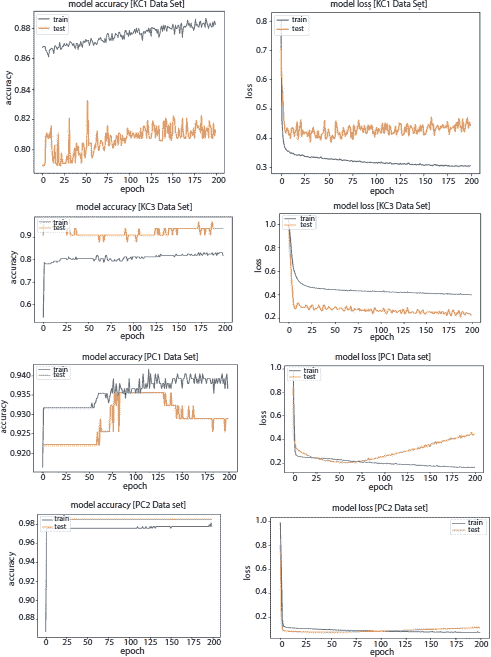 model accuracy [KC1 Data Set]
train
test
0.88
0.86
0.84
0.82
0.80
accuracy
0 25 50 75 100 125 150 175 200
epoch
model loss [KC1 Data Set]
train
test
0.8
0.7
0.6
0.5
0.4
0.3
loss
0 25 50 75 100 125 150 175 200
epoch
model accuracy [KC3 Data Set]
train
test
0.9
0.8
0.7
0.6
accuracy
0 25 50 75 100 125 150 175 200
epoch
model loss [KC3 Data Set]
train
test
1.0
0.8
0.6
0.4
0.2
loss
0 25 50 75 100 125 150 175 200
epoch
model accuracy [PC1 Data Set]
train
test
0.940
0.935
0.930
0.925
0.920
accuracy
0 25 50 75 100 125 150 175 200
epoch
model loss [PC1 Data Set]
train
test
1.0
0.8
0.6
0.4
0.2
loss
0 25 50 75 100 125 150 175 200
epoch
model accuracy [PC2 Data set]
train
test
0.98
0.96
0.94
0.92
0.90
0.88
accuracy
0 25 50 75 100 125 150 175 200
epoch
model loss [PC2 Data set]
train
test
1.0
0.8
0.6
0.4
0.2
loss
0 25 50 75 100 125 150 175 200
epoch